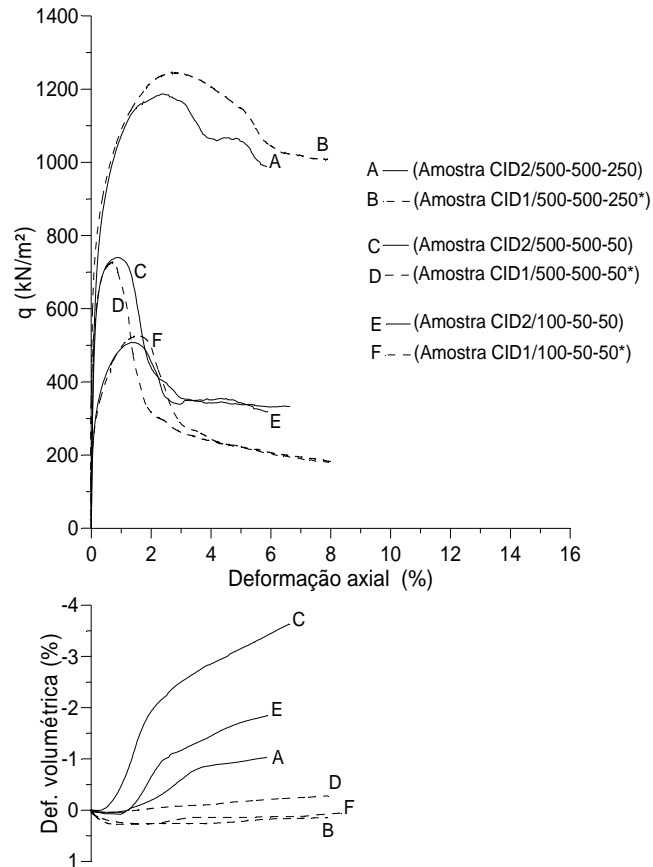 1400
1200
1000
800
600
400
200
0
q (kN/m²)
A
B
C
D
F
E
A (Amostra CID2/500-500-250)
B (Amostra CID1/500-500-250*)
C (Amostra CID2/500-500-50)
D (Amostra CID1/500-500-50*)
E (Amostra CID2/100-50-50)
F (Amostra CID1/100-50-50*)
0 2 4 6 8 10 12 14 16
Deformação axial (%)
-4
-3
-2
-1
0
1
Def. volumétrica (%)
C
E
A
D
F
B